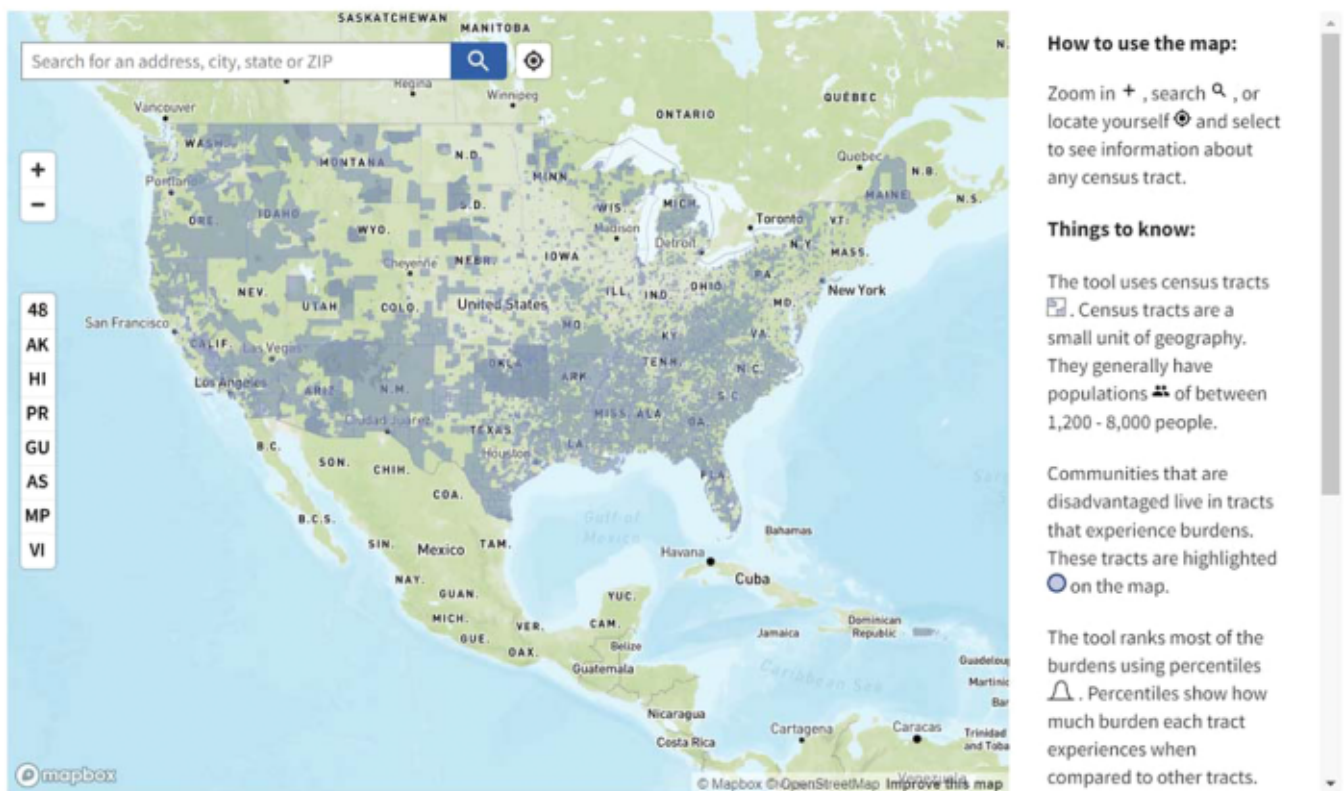 SASKATCHEWAN
MANITOBA
Search for an address, city, state or ZIP
Regina
Winnipeg
Vancouver
ONTARIO
QUÉBEC
WASH.
MONTANA
N.D.
MINN.
Quebec
N.B.
MAINE
N.S.
Portland
ORE.
IDAHO
S.D.
WIS.
MICH.
Toronto
VT.
WYO.
Madison
Detroit
N.Y.
MASS.
Cheyenne
NEBR.
IOWA
PA.
NEV.
UTAH
COLO.
United States
ILL.
IND.
OHIO
MD.
New York
San Francisco
CALIF.
Las Vegas
MO.
KY.
VA.
Los Angeles
ARIZ.
N.M.
OKLA.
ARK.
TENN.
N.C.
Ciudad Juárez
TEXAS
MISS.
ALA.
GA.
S.C.
Houston
LA.
FLA.
B.C.
SON.
CHIH.
COA.
B.C.S.
Gulf of
Mexico
Bahamas
SIN.
Mexico
TAM.
Havana
Cuba
NAY.
GUAN.
YUC.
MICH.
VER.
CAM.
Jamaica
Dominican
Republic
GUE.
OAX.
Belize
Guatemala
Caribbean Sea
Nicaragua
Costa Rica
Cartagena
Caracas
Trinidad
Venezuela
+
−
48
AK
HI
PR
GU
AS
MP
VI
mapbox
© Mapbox © OpenStreetMap Improve this map
How to use the map:
Zoom in + , search , or
locate yourself and select
to see information about
any census tract.
Things to know:
The tool uses census tracts
. Census tracts are a
small unit of geography.
They generally have
populations of between
1,200 - 8,000 people.
Communities that are
disadvantaged live in tracts
that experience burdens.
These tracts are highlighted
on the map.
The tool ranks most of the
burdens using percentiles
. Percentiles show how
much burden each tract
experiences when
compared to other tracts.